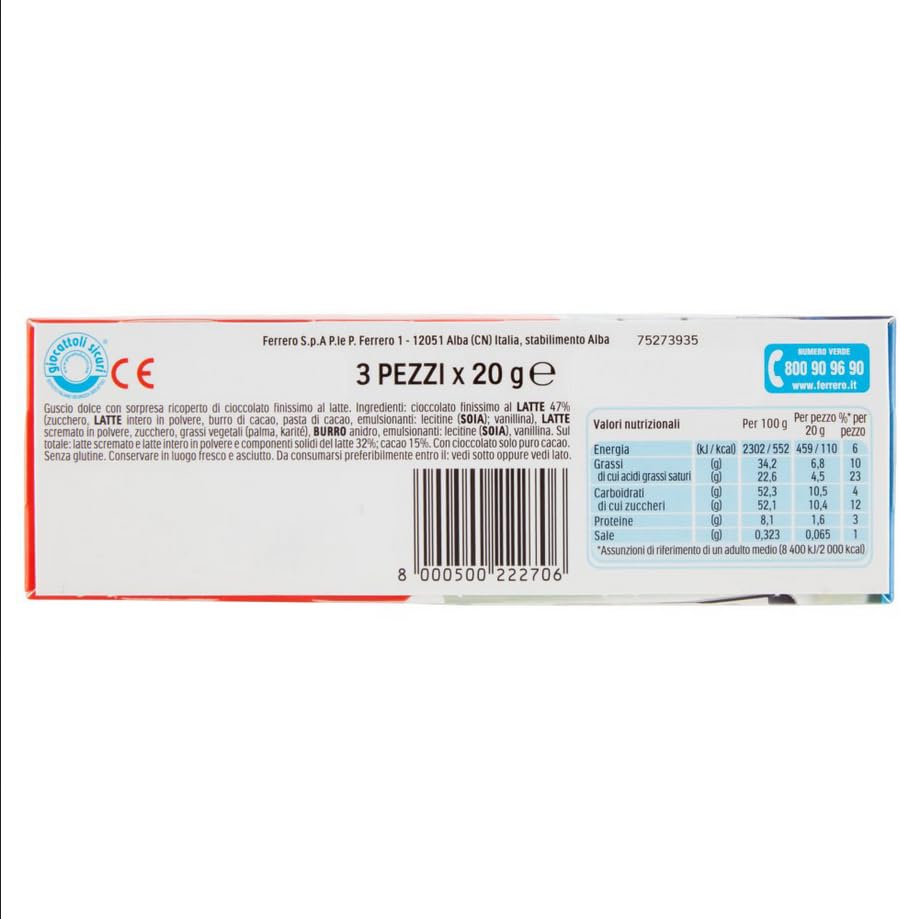 giocattoli sicuri
CE
Ferrero S.p.A P.le P. Ferrero 1 - 12051 Alba (CN) Italia, stabilimento Alba
75273935
3 PEZZI x 20 g e
NUMERO VERDE
800 90 96 90
www.ferrero.it
Guscio dolce con sorpresa ricoperto di cioccolato finissimo al latte. Ingredienti: cioccolato finissimo al LATTE 47%
(zucchero, LATTE intero in polvere, burro di cacao, pasta di cacao, emulsionanti: lecitine (SOIA); vanillina), LATTE
scremato in polvere, zucchero, grassi vegetali (palma, karité), BURRO anidro, emulsionanti: lecitine (SOIA), vanillina. Sul
totale: latte scremato e latte intero in polvere e componenti solidi del latte 32%; cacao 15%. Con cioccolato solo puro cacao.
Senza glutine. Conservare in luogo fresco e asciutto. Da consumarsi preferibilmente entro il: vedi sotto oppure vedi lato.
8 000500 222706
Valori nutrizionali Per 100 g Per pezzo 20 g %* per pezzo
Energia (kJ/kcal) 2302/552 459/110 6
Grassi (g) 34,2 6,8 10
di cui acidi grassi saturi (g) 22,6 4,5 23
Carboidrati (g) 52,3 10,5 4
di cui zuccheri (g) 52,1 10,4 12
Proteine (g) 8,1 1,6 3
Sale (g) 0,323 0,065 1
*Assunzioni di riferimento di un adulto medio (8 400 kJ/2 000 kcal)